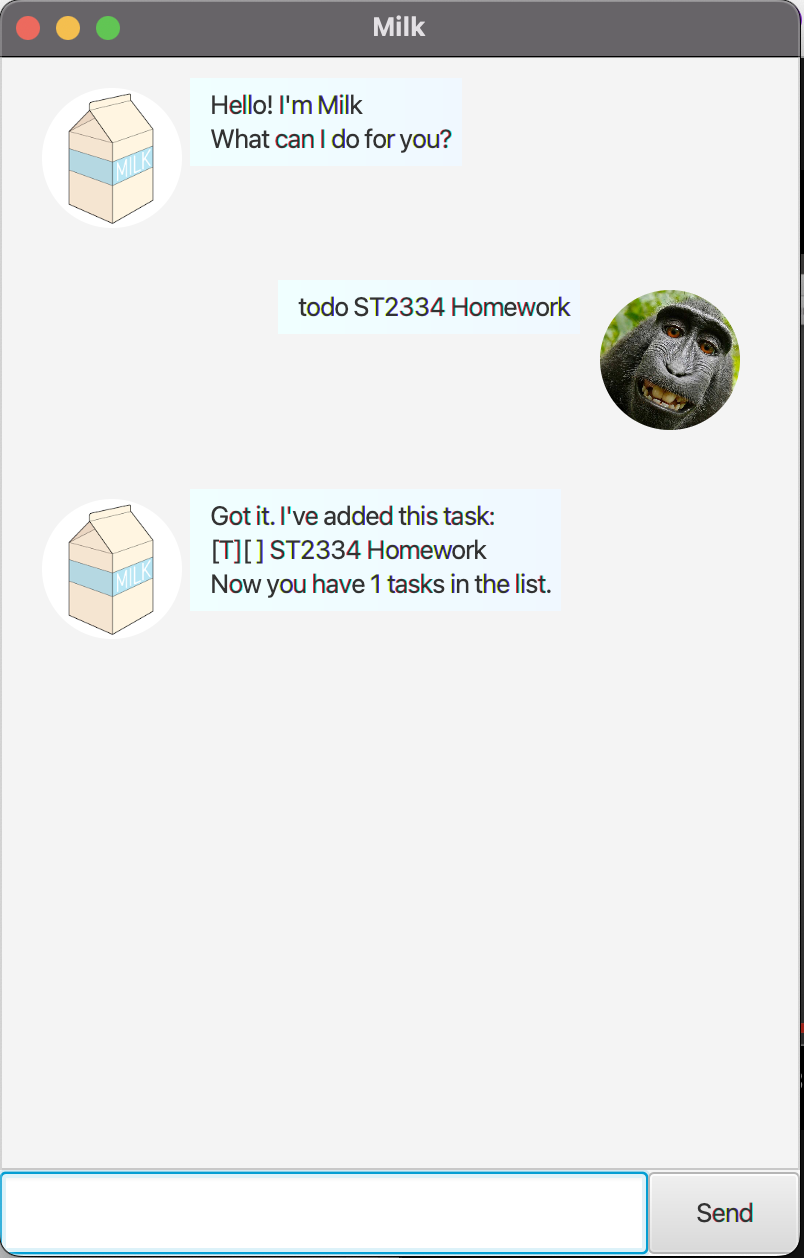 Milk
MILK
Hello! I'm Milk
What can I do for you?
todo ST2334 Homework
MILK
Got it. I've added this task:
[T][ ] ST2334 Homework
Now you have 1 tasks in the list.
Send